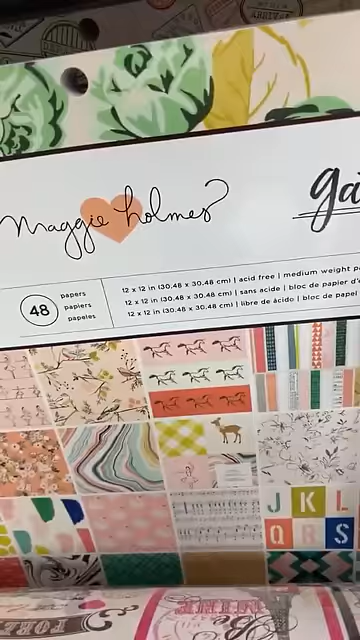 maggie holmes
48
papers
papiers
papeles
12 x 12 in (30.48 x 30.48 cm) | acid free | medium weight
12 x 12 in (30.48 x 30.48 cm) | sans acide | bloc de papier
12 x 12 in (30.48 x 30.48 cm) | libre de ácido | bloc de papel
J K L
Q R S